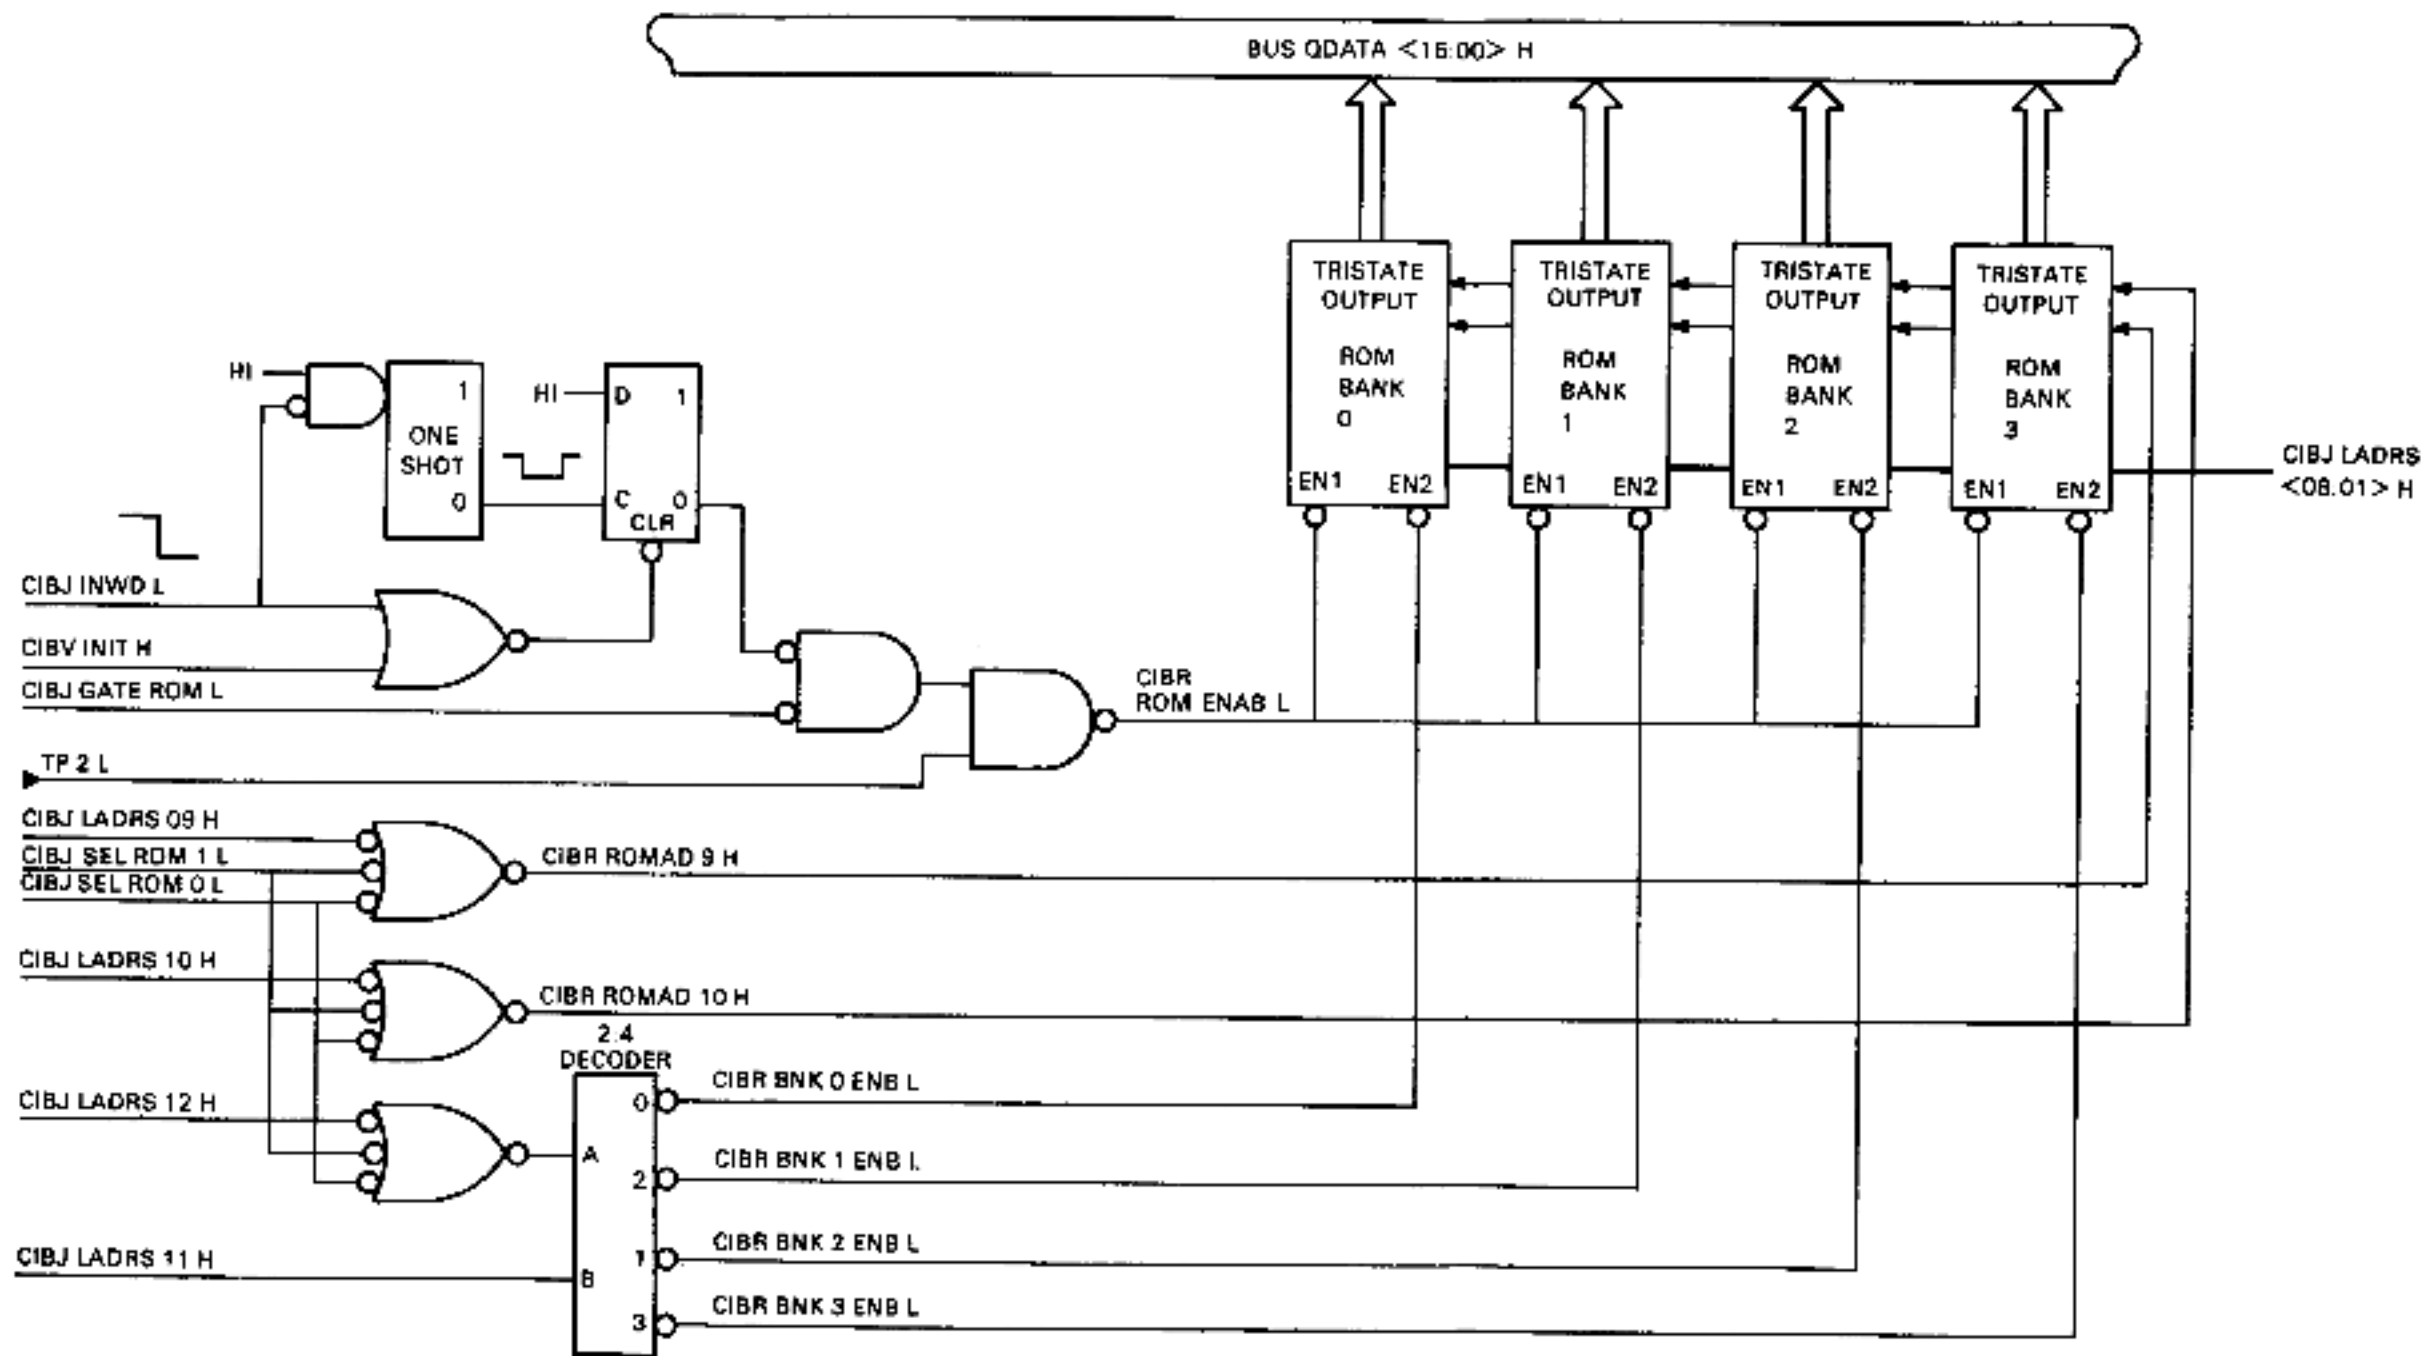 BUS QDATA <15:00> H
TRISTATE
OUTPUT
ROM
BANK
0
EN1 EN2
TRISTATE
OUTPUT
ROM
BANK
1
EN1 EN2
TRISTATE
OUTPUT
ROM
BANK
2
EN1 EN2
TRISTATE
OUTPUT
ROM
BANK
3
EN1 EN2
CIBJ LADRS
<08.01> H
HI
1
ONE
SHOT
0
HI
D 1
C 0
CLR
CIBJ INWD L
CIBV INIT H
CIBJ GATE ROM L
TP 2 L
CIBR
ROM ENAB L
CIBJ LADRS 09 H
CIBJ SEL ROM 1 L
CIBJ SEL ROM 0 L
CIBR ROMAD 9 H
CIBJ LADRS 10 H
CIBR ROMAD 10 H
2.4
DECODER
CIBJ LADRS 12 H
A
B
0
2
1
3
CIBR BNK 0 ENB L
CIBR BNK 1 ENB L
CIBR BNK 2 ENB L
CIBR BNK 3 ENB L
CIBJ LADRS 11 H